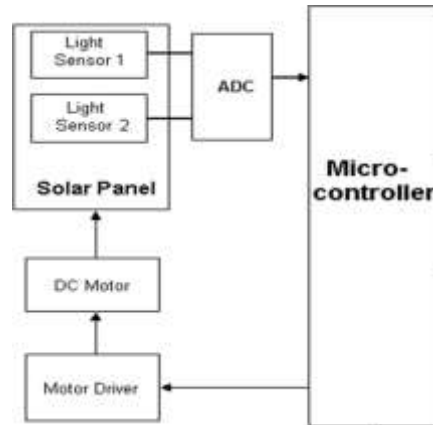 Light
Sensor 1
Light
Sensor 2
Solar Panel
ADC
Micro-
controller
DC Motor
Motor Driver